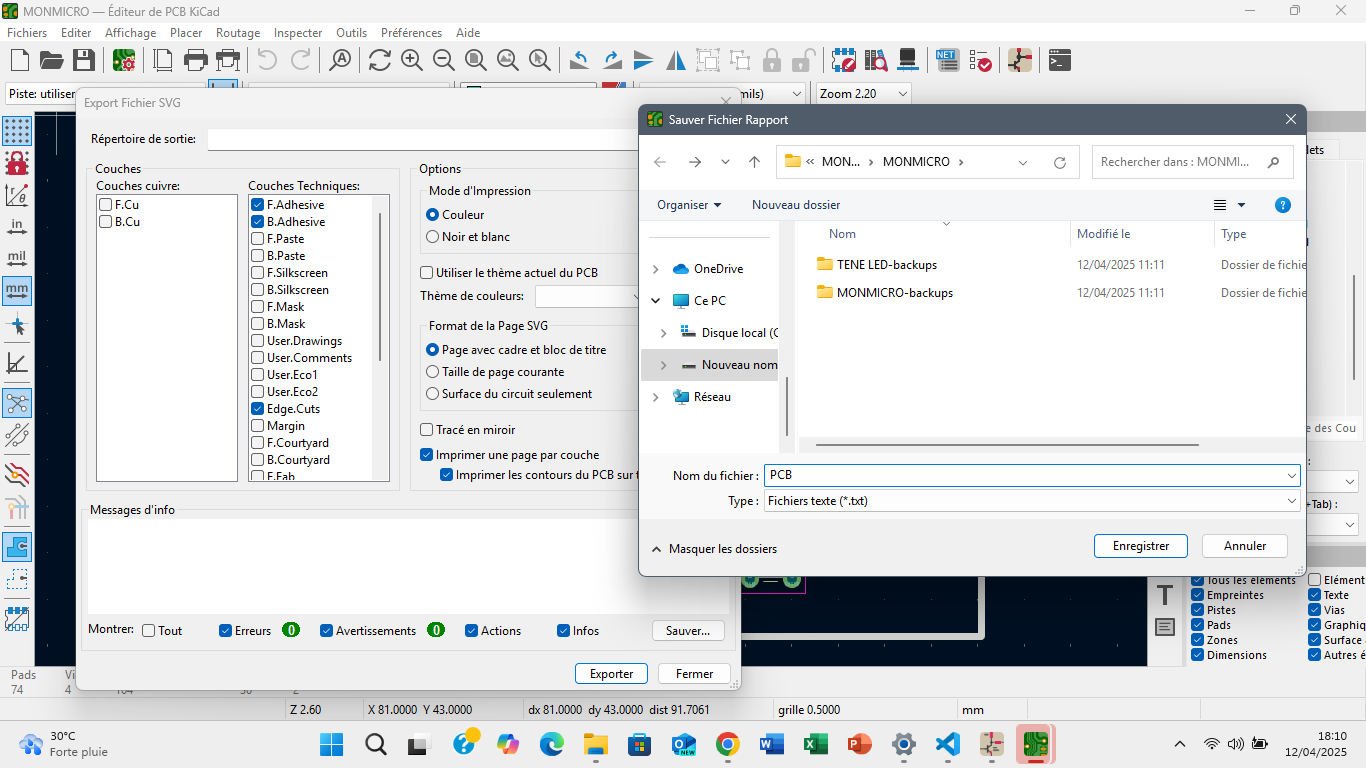 MONMICRO — Éditeur de PCB KiCad
Fichiers Editer Affichage Placer Routage Inspecter Outils Préférences Aide
NET
Piste: utiliser
mils)
Zoom 2.20
Export Fichier SVG
Répertoire de sortie:
Couches
Couches cuivre:
F.Cu
B.Cu
Couches Techniques:
F.Adhesive
B.Adhesive
F.Paste
B.Paste
F.Silkscreen
B.Silkscreen
F.Mask
B.Mask
User.Drawings
User.Comments
User.Eco1
User.Eco2
Edge.Cuts
Margin
F.Courtyard
B.Courtyard
F.Fab
Options
Mode d'Impression
Couleur
Noir et blanc
Utiliser le thème actuel du PCB
Thème de couleurs:
Format de la Page SVG
Page avec cadre et bloc de titre
Taille de page courante
Surface du circuit seulement
Tracé en miroir
Imprimer une page par couche
Imprimer les contours du PCB sur t
Messages d'info
Montrer: Tout Erreurs 0 Avertissements 0 Actions Infos Sauver...
Exporter Fermer
Sauver Fichier Rapport
« MON... › MONMICRO ›
Rechercher dans : MONMI...
Organiser Nouveau dossier
?
OneDrive
Ce PC
Disque local (C
Nouveau nom
Réseau
Nom Modifié le Type
TENE LED-backups 12/04/2025 11:11 Dossier de fichie
MONMICRO-backups 12/04/2025 11:11 Dossier de fichie
Nom du fichier : PCB
Type : Fichiers texte (*.txt)
Masquer les dossiers
Enregistrer Annuler
in
mil
mm
lets
e des Cou
+Tab) :
Tous les éléments Elément
Empreintes Texte
Pistes Vias
Pads Graphiq
Zones Surface
Dimensions Autres é
T
Pads Vi
74 4 104 50 2
Z 2.60 X 81.0000 Y 43.0000 dx 81.0000 dy 43.0000 dist 91.7061 grille 0.5000 mm
30°C
Forte pluie
NEW
18:10
12/04/2025